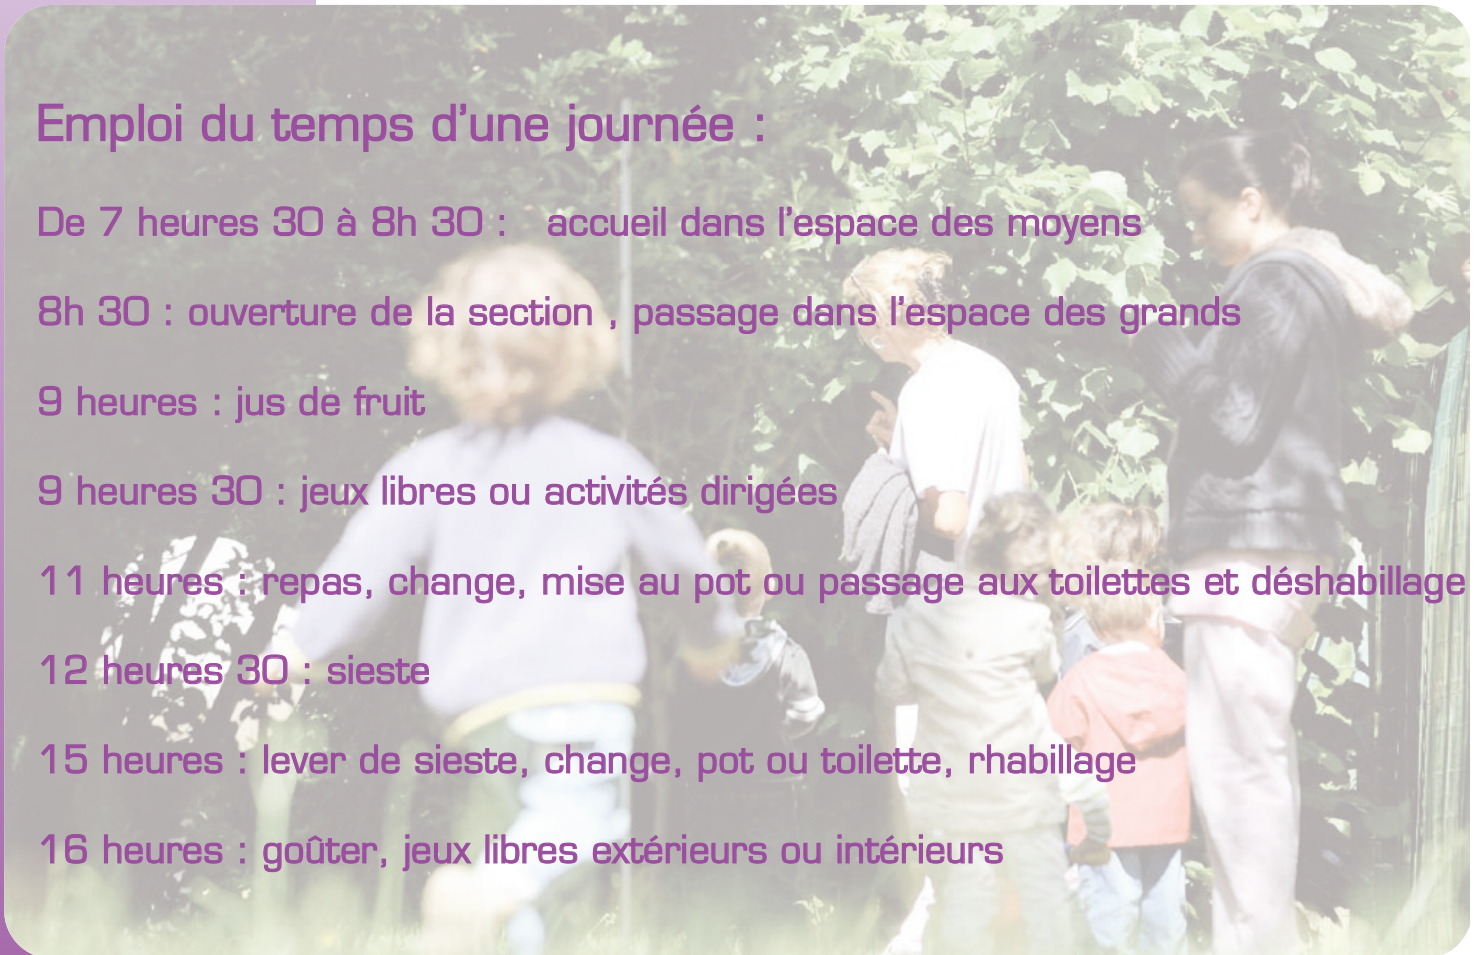 Emploi du temps d'une journée :
De 7 heures 30 à 8h 30 : accueil dans l'espace des moyens
8h 30 : ouverture de la section , passage dans l'espace des grands
9 heures : jus de fruit
9 heures 30 : jeux libres ou activités dirigées
11 heures : repas, change, mise au pot ou passage aux toilettes et déshabillage
12 heures 30 : sieste
15 heures : lever de sieste, change, pot ou toilette, rhabillage
16 heures : goûter, jeux libres extérieurs ou intérieurs